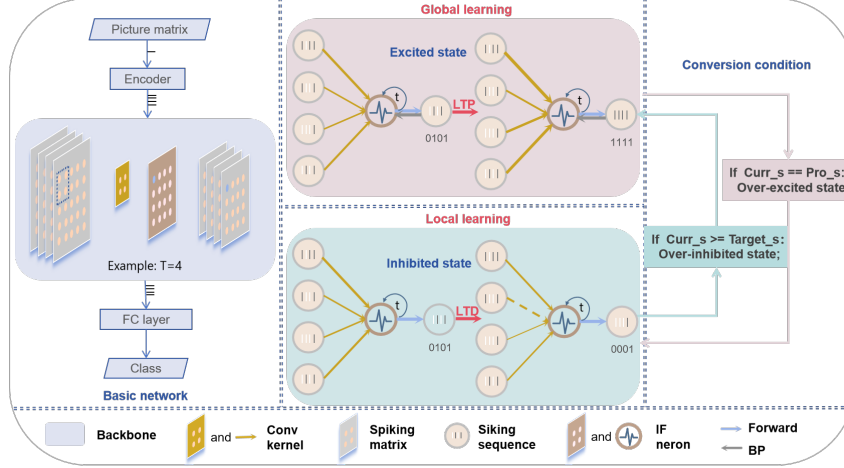 Picture matrix
Encoder
Example: T=4
FC layer
Class
Basic network
Global learning
Excited state
t
LTP
t
0101
1111
Local learning
Inhibited state
t
LTD
t
0101
0001
Conversion condition
If Curr_s == Pro_s:
Over-excited state
If Curr_s >= Target_s:
Over-inhibited state;
Backbone
and
Conv
kernel
Spiking
matrix
Siking
sequence
and
IF
neron
Forward
BP